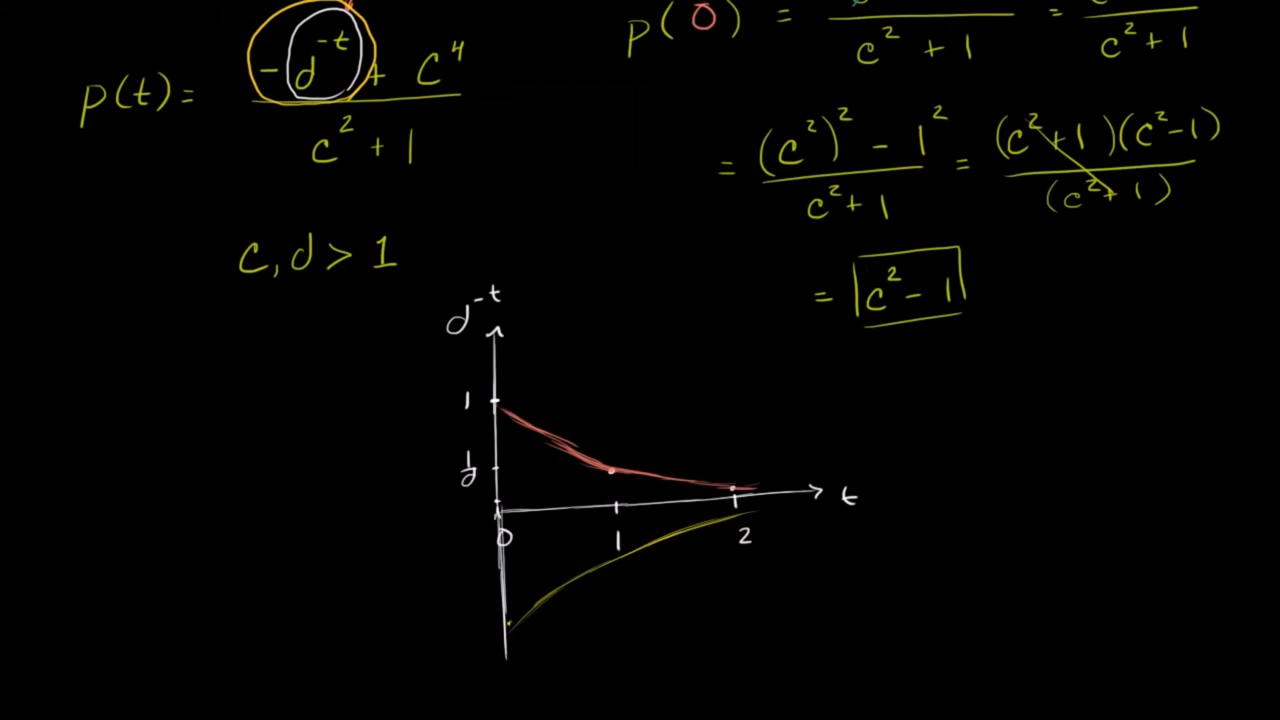 p(t) = (-d^-t + c^4) / (c^2 + 1)
c, d > 1
p(0) = / (c^2 + 1) = / (c^2 + 1)
= ((c^2)^2 - 1^2) / (c^2 + 1) = (c^2 + 1)(c^2 - 1) / (c^2 + 1)
= c^2 - 1
d^-t
1
1/d
0 1 2
t